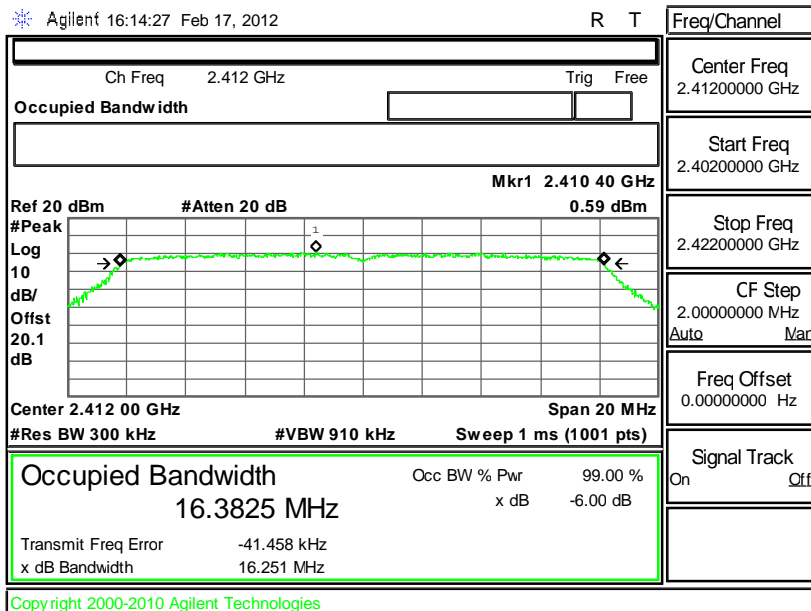 Agilent 16:14:27 Feb 17, 2012 R T
Freq/Channel
Ch Freq 2.412 GHz Trig Free
Occupied Bandwidth
Center Freq
2.41200000 GHz
Start Freq
2.40200000 GHz
Stop Freq
2.42200000 GHz
CF Step
2.00000000 MHz
Auto Man
Freq Offset
0.00000000 Hz
Signal Track
On Off
Mkr1 2.410 40 GHz
Ref 20 dBm #Atten 20 dB 0.59 dBm
#Peak
Log
10
dB/
Offst
20.1
dB
1
Center 2.412 00 GHz Span 20 MHz
#Res BW 300 kHz #VBW 910 kHz Sweep 1 ms (1001 pts)
Occupied Bandwidth
16.3825 MHz
Occ BW % Pwr 99.00 %
x dB -6.00 dB
Transmit Freq Error -41.458 kHz
x dB Bandwidth 16.251 MHz
Copyright 2000-2010 Agilent Technologies